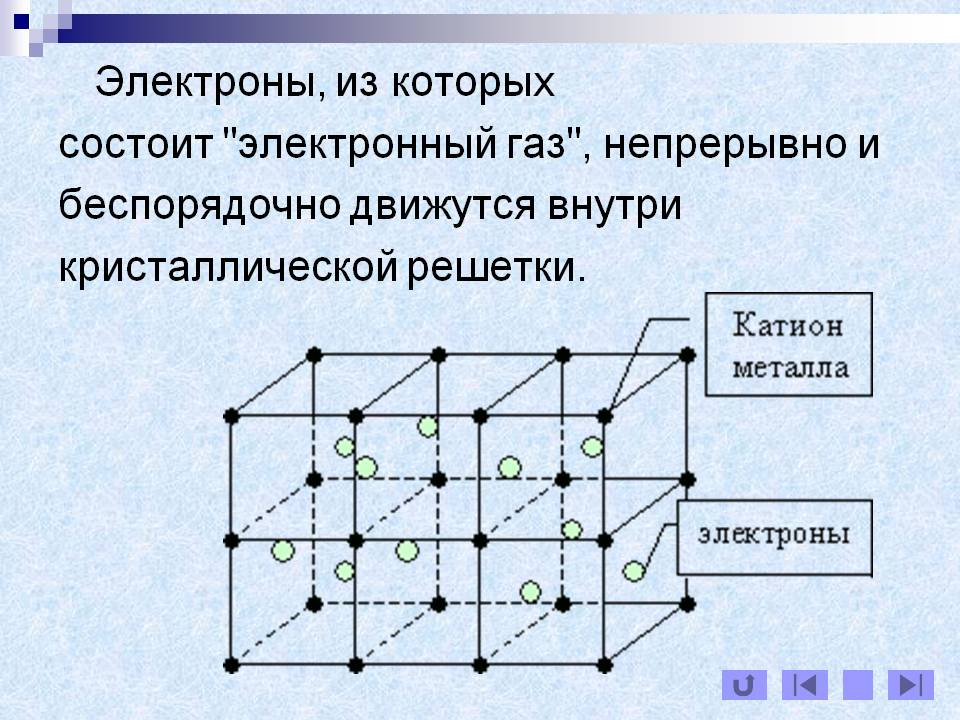 Электроны, из которых
состоит "электронный газ", непрерывно и
беспорядочно движутся внутри
кристаллической решетки.
Катион
металла
электроны